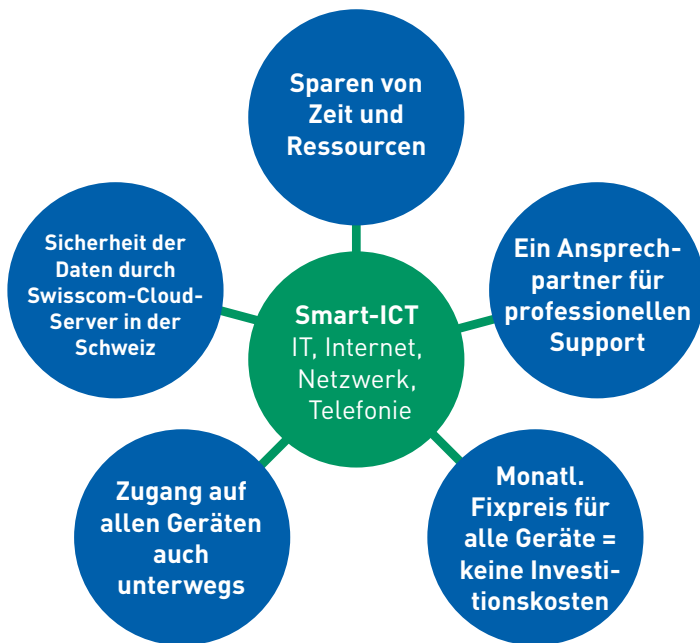 Sparen von
Zeit und
Ressourcen
Sicherheit der
Daten durch
Swisscom-Cloud-
Server in der
Schweiz
Ein Ansprech-
partner für
professionellen
Support
Smart-ICT
IT, Internet,
Netzwerk,
Telefonie
Zugang auf
allen Geräten
auch
unterwegs
Monatl.
Fixpreis für
alle Geräte =
keine Investi-
tionskosten